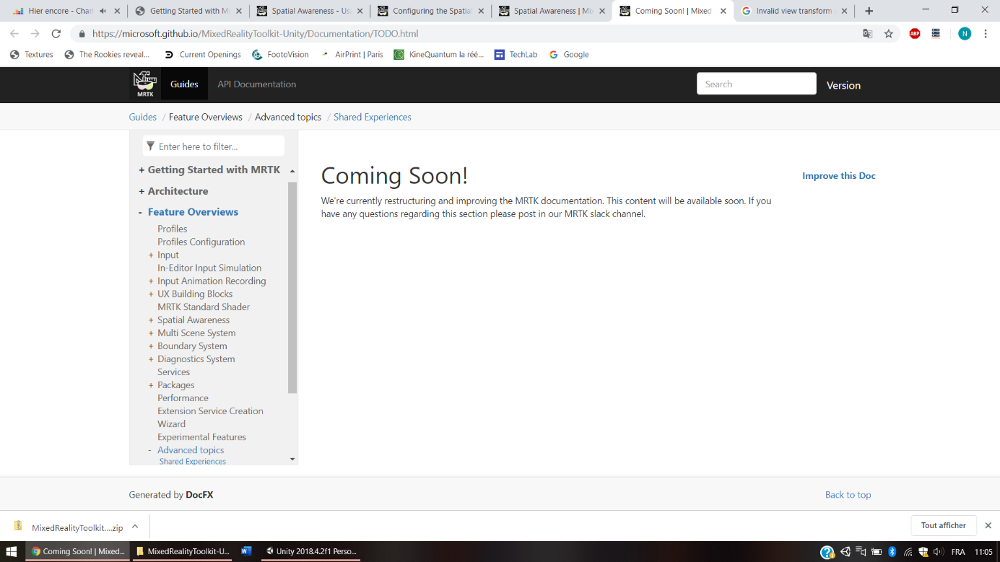 Hier encore - Charl
Getting Started with Mi
Spatial Awareness - Usa
Configuring the Spatial
Spatial Awareness | Mix
Coming Soon! | Mixed
Invalid view transform
https://microsoft.github.io/MixedRealityToolkit-Unity/Documentation/TODO.html
ABP
N
Textures
The Rookies reveal...
Current Openings
FootoVision
AirPrint | Paris
KineQuantum la réé...
TechLab
Google
MRTK
Guides
API Documentation
Search
Version
Guides / Feature Overviews / Advanced topics / Shared Experiences
Enter here to filter...
+ Getting Started with MRTK
+ Architecture
- Feature Overviews
Profiles
Profiles Configuration
+ Input
In-Editor Input Simulation
+ Input Animation Recording
+ UX Building Blocks
MRTK Standard Shader
+ Spatial Awareness
+ Multi Scene System
+ Boundary System
+ Diagnostics System
Services
+ Packages
Performance
Extension Service Creation
Wizard
Experimental Features
- Advanced topics
Shared Experiences
Coming Soon!
We're currently restructuring and improving the MRTK documentation. This content will be available soon. If you
have any questions regarding this section please post in our MRTK slack channel.
Improve this Doc
Generated by DocFX
Back to top
MixedRealityToolkit....zip
Tout afficher
Coming Soon! | Mixed...
MixedRealityToolkit-U...
Unity 2018.4.2f1 Perso...
FRA
11:05